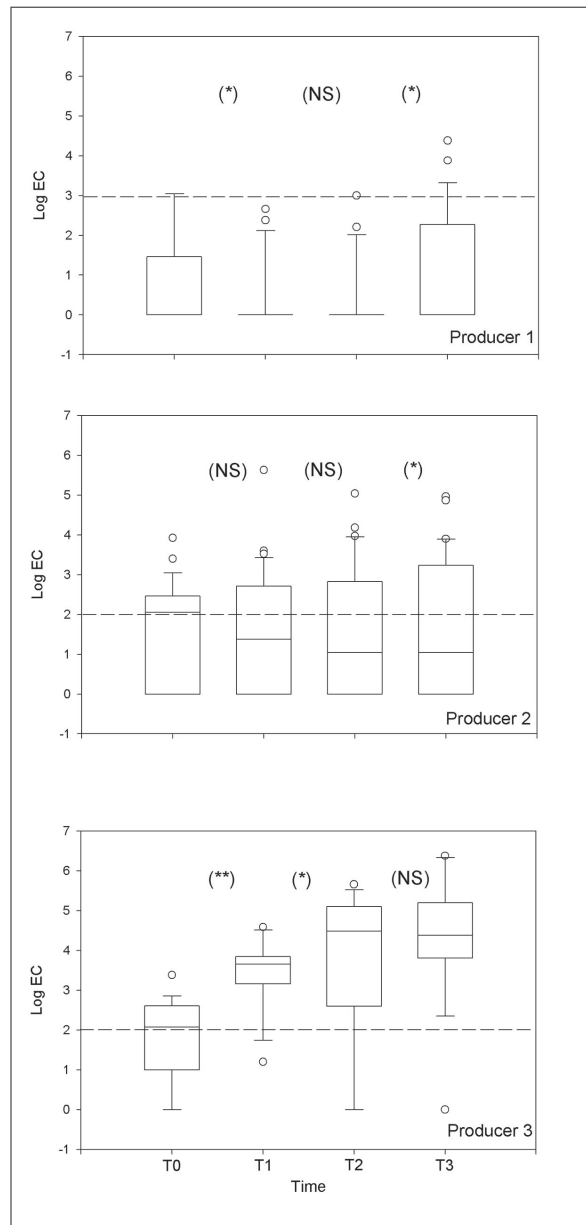 7
6
(*) (NS) (*)
5
4
Log EC
3
2
1
0
Producer 1
-1
7
6
(NS) (NS) (*)
5
4
Log EC
3
2
1
0
Producer 2
-1
7
6
(**) (*) (NS)
5
4
Log EC
3
2
1
0
Producer 3
-1
T0 T1 T2 T3
Time